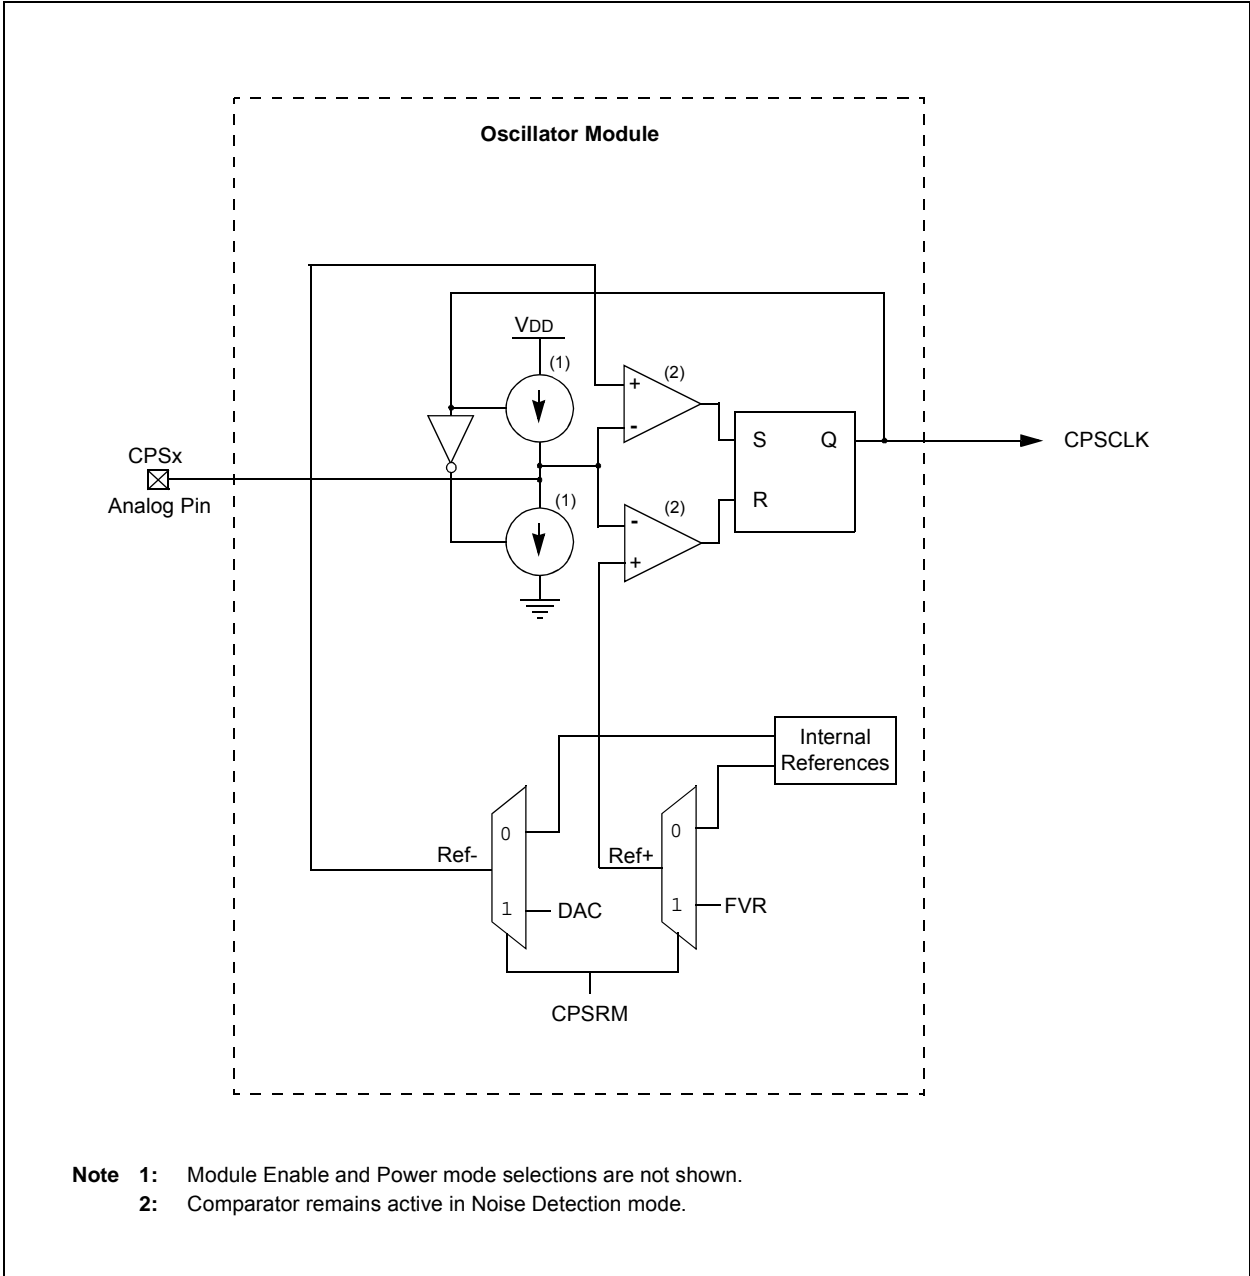 Oscillator Module
VDD
(1)
(2)
+
-
S Q
CPSCLK
CPSx
Analog Pin
(1)
(2)
R
-
+
Internal
References
0
0
Ref-
Ref+
1
DAC
1
FVR
CPSRM
Note 1: Module Enable and Power mode selections are not shown.
2: Comparator remains active in Noise Detection mode.